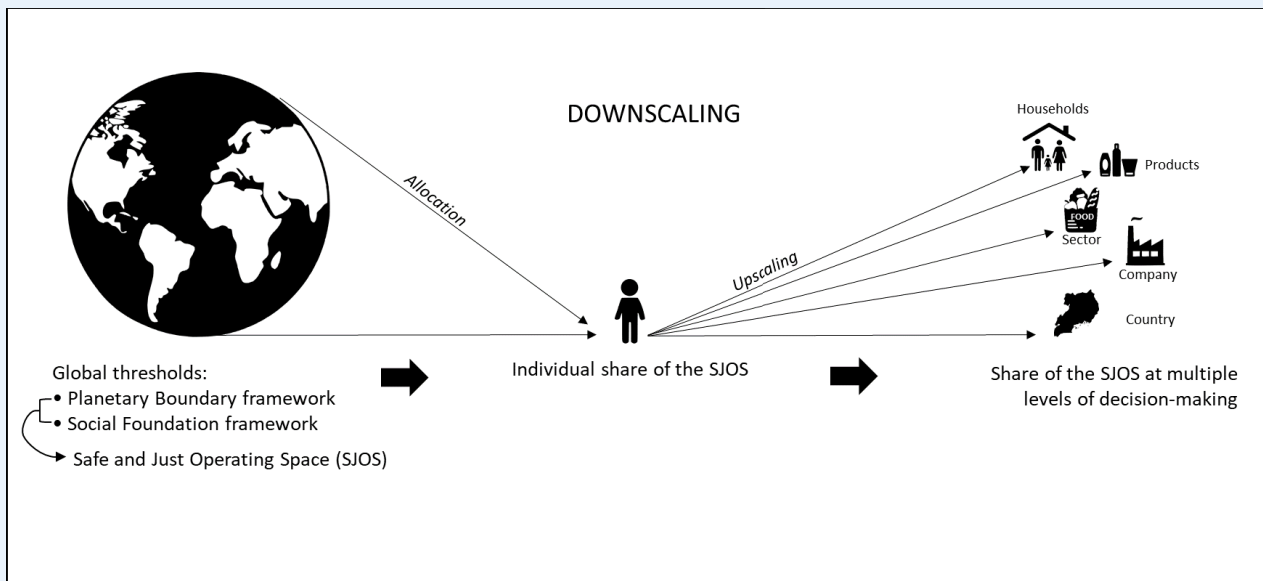 DOWNSCALING
Allocation
Upscaling
Households
Products
FOOD
Sector
Company
Country
Global thresholds:
• Planetary Boundary framework
• Social Foundation framework
Safe and Just Operating Space (SJOS)
Individual share of the SJOS
Share of the SJOS at multiple
levels of decision-making